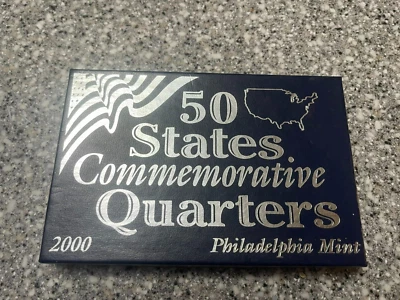 50
States
Commemorative
Quarters
2000 Philadelphia Mint